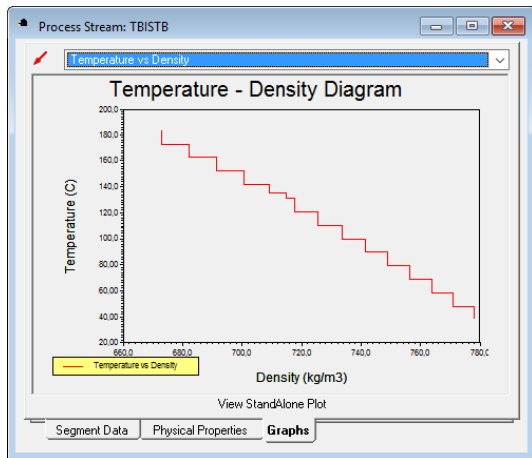 Process Stream: TBISTB
Temperature vs Density
Temperature - Density Diagram
200,0
180,0
160,0
140,0
120,0
100,0
80,00
60,00
40,00
20,00
Temperature (C)
660,0 680,0 700,0 720,0 740,0 760,0 780,0
Temperature vs Density
Density (kg/m3)
View StandAlone Plot
Segment Data Physical Properties Graphs